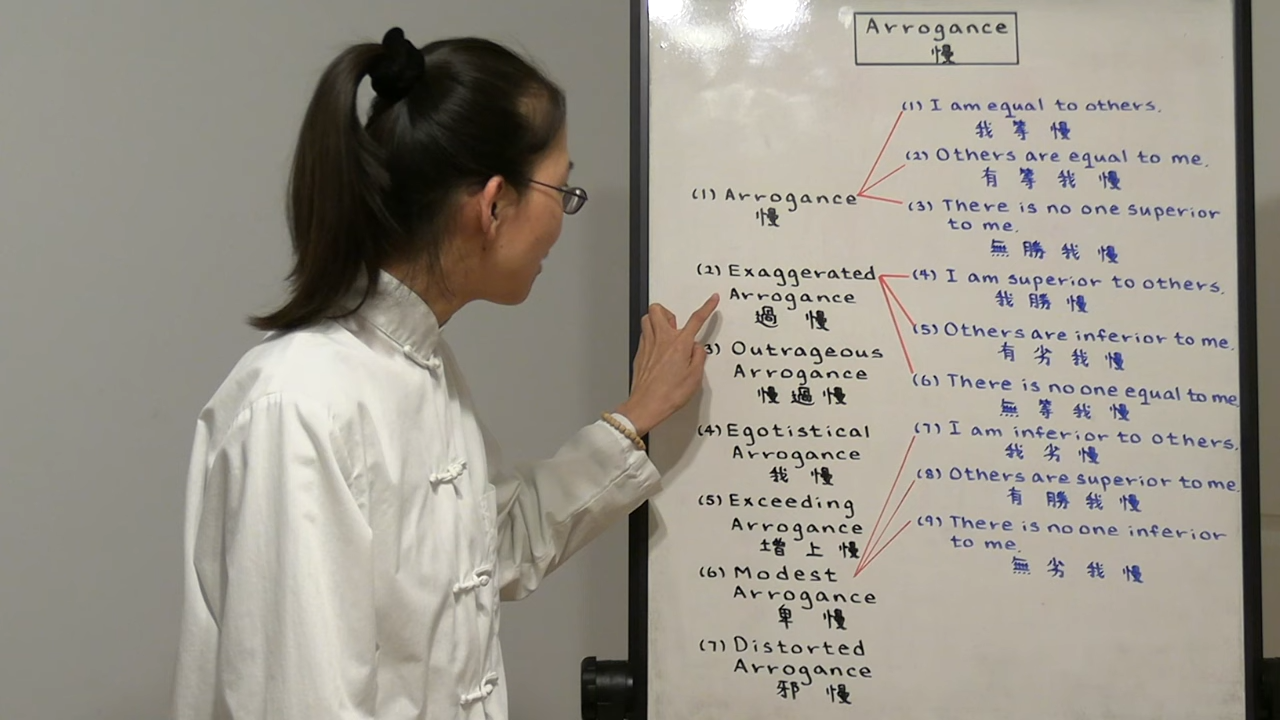 Arrogance
慢
(1) Arrogance
慢
(2) Exaggerated
Arrogance
過 慢
3) Outrageous
Arrogance
慢 過 慢
(4) Egotistical
Arrogance
我 慢
(5) Exceeding
Arrogance
增 上 慢
(6) Modest
Arrogance
卑 慢
(7) Distorted
Arrogance
邪 慢
(1) I am equal to others.
我 等 慢
(2) Others are equal to me.
有 等 我 慢
(3) There is no one superior
to me.
無 勝 我 慢
(4) I am superior to others.
我 勝 慢
(5) Others are inferior to me.
有 劣 我 慢
(6) There is no one equal to me.
無 等 我 慢
(7) I am inferior to others.
我 劣 慢
(8) Others are superior to me.
有 勝 我 慢
(9) There is no one inferior
to me.
無 劣 我 慢